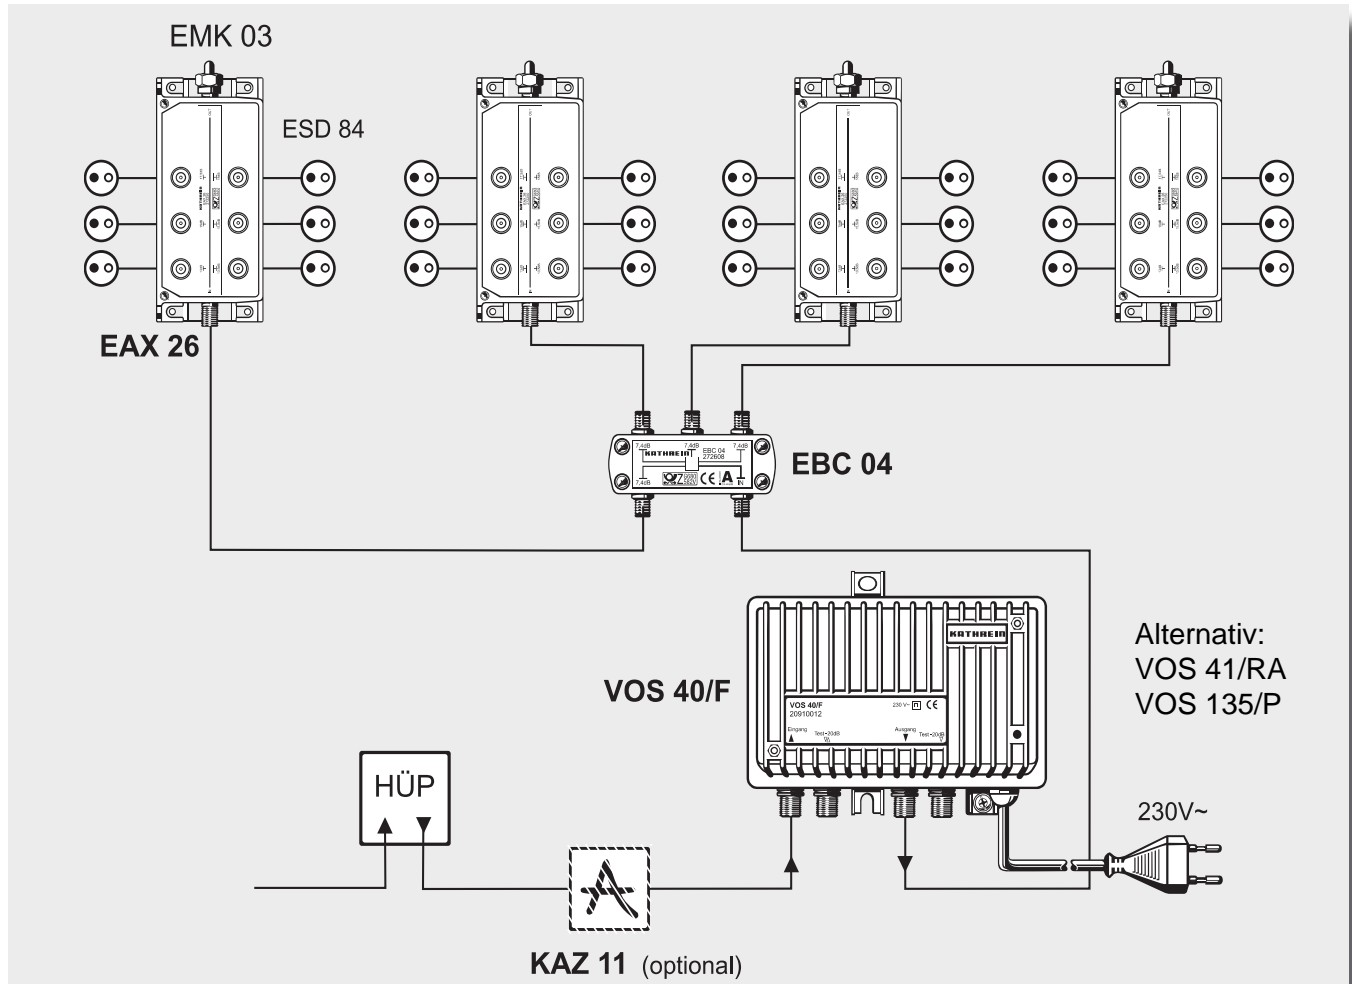 EMK 03
ESD 84
EAX 26
7,4dB
7,4dB
7,4dB
KATHREIN
EBC 04
272608
7,4dB
IN
EBC 04
KATHREIN
VOS 40/F
VOS 40/F
20910012
230 V~
Eingang
Test-20dB
Ausgang
Test-20dB
Alternativ:
VOS 41/RA
VOS 135/P
HÜP
230V~
KAZ 11 (optional)